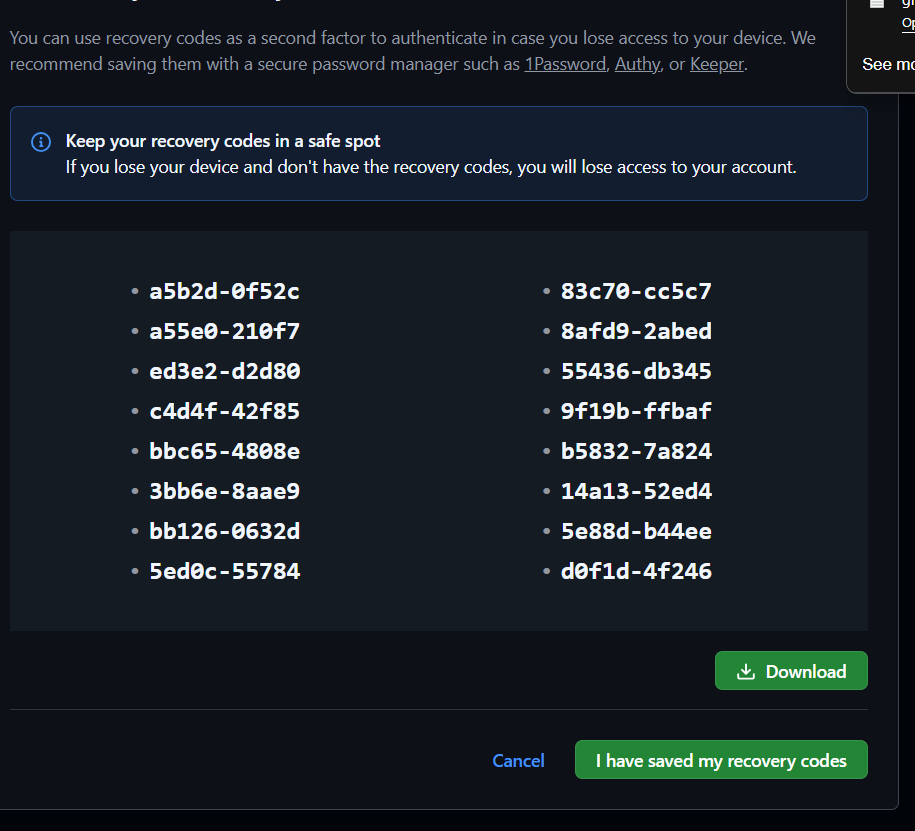 You can use recovery codes as a second factor to authenticate in case you lose access to your device. We
recommend saving them with a secure password manager such as 1Password, Authy, or Keeper.
See mo
Keep your recovery codes in a safe spot
If you lose your device and don't have the recovery codes, you will lose access to your account.
a5b2d-0f52c
a55e0-210f7
ed3e2-d2d80
c4d4f-42f85
bbc65-4808e
3bb6e-8aae9
bb126-0632d
5ed0c-55784
83c70-cc5c7
8afd9-2abed
55436-db345
9f19b-ffbaf
b5832-7a824
14a13-52ed4
5e88d-b44ee
d0f1d-4f246
Download
Cancel
I have saved my recovery codes